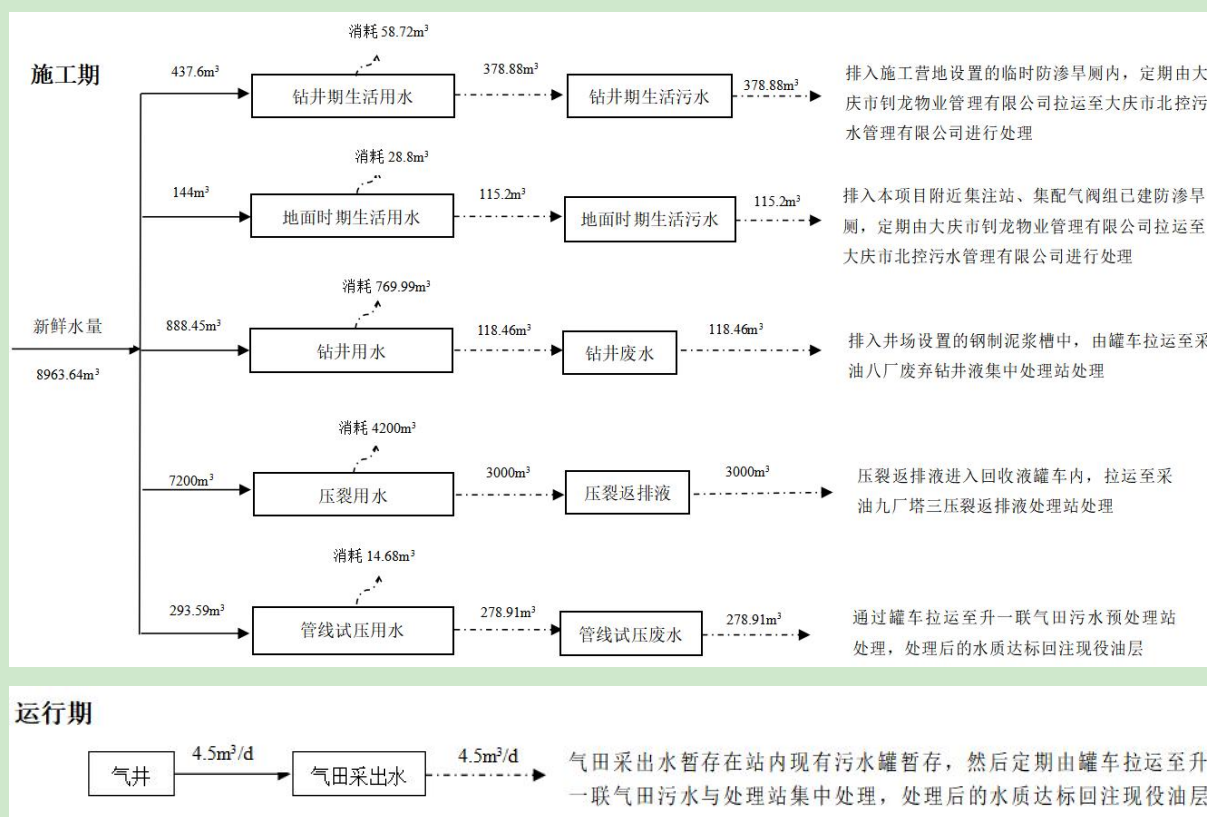 施工期
消耗 58.72m³
437.6m³
钻井期生活用水
378.88m³
钻井期生活污水
378.88m³
排入施工营地设置的临时防渗旱厕内，定期由大
庆市钊龙物业管理有限公司拉运至大庆市北控污
水管理有限公司进行处理
消耗 28.8m³
144m³
地面时期生活用水
115.2m³
地面时期生活污水
115.2m³
排入本项目附近集注站、集配气阀组已建防渗旱
厕，定期由大庆市钊龙物业管理有限公司拉运至
大庆市北控污水管理有限公司进行处理
新鲜水量
8963.64m³
消耗 769.99m³
888.45m³
钻井用水
118.46m³
钻井废水
118.46m³
排入井场设置的钢制泥浆槽中，由罐车拉运至采
油八厂废弃钻井液集中处理站处理
消耗 4200m³
7200m³
压裂用水
3000m³
压裂返排液
3000m³
压裂返排液进入回收液罐车内，拉运至采
油九厂塔三压裂返排液处理站处理
消耗 14.68m³
293.59m³
管线试压用水
278.91m³
管线试压废水
278.91m³
通过罐车拉运至升一联气田污水预处理站
处理，处理后的水质达标回注现役油层
运行期
气井
4.5m³/d
气田采出水
4.5m³/d
气田采出水暂存在站内现有污水罐暂存，然后定期由罐车拉运至升
一联气田污水与处理站集中处理，处理后的水质达标回注现役油层